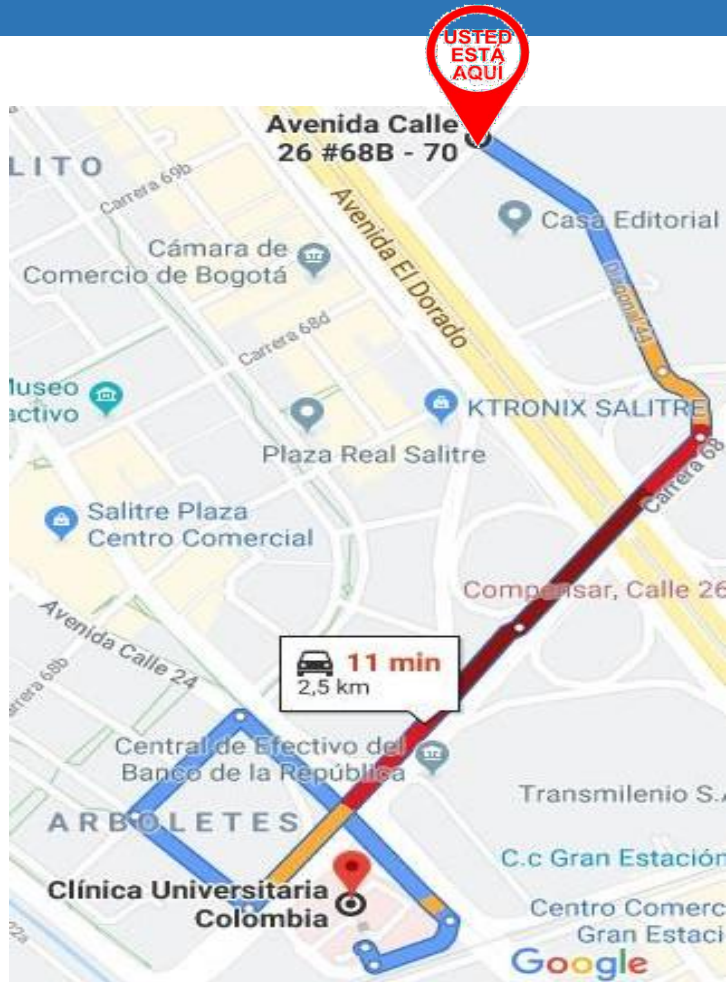 USTED
ESTÁ
AQUÍ
Avenida Calle
26 #68B - 70
LITO
Carrera 69b
Casa Editorial
Avenida El Dorado
Cámara de
Comercio de Bogotá
Diagonal 44
Carrera 68d
Museo
activo
KTRONIX SALITRE
Plaza Real Salitre
Carrera 68
Salitre Plaza
Centro Comercial
Compensar, Calle 26
Avenida Calle 24
11 min
2,5 km
rrera 68b
Central de Efectivo del
Banco de la República
Transmilenio S.A
ARBOLETES
C.c Gran Estación
Clínica Universitaria
Colombia
Centro Comerc
Gran Estaci
22a
Google